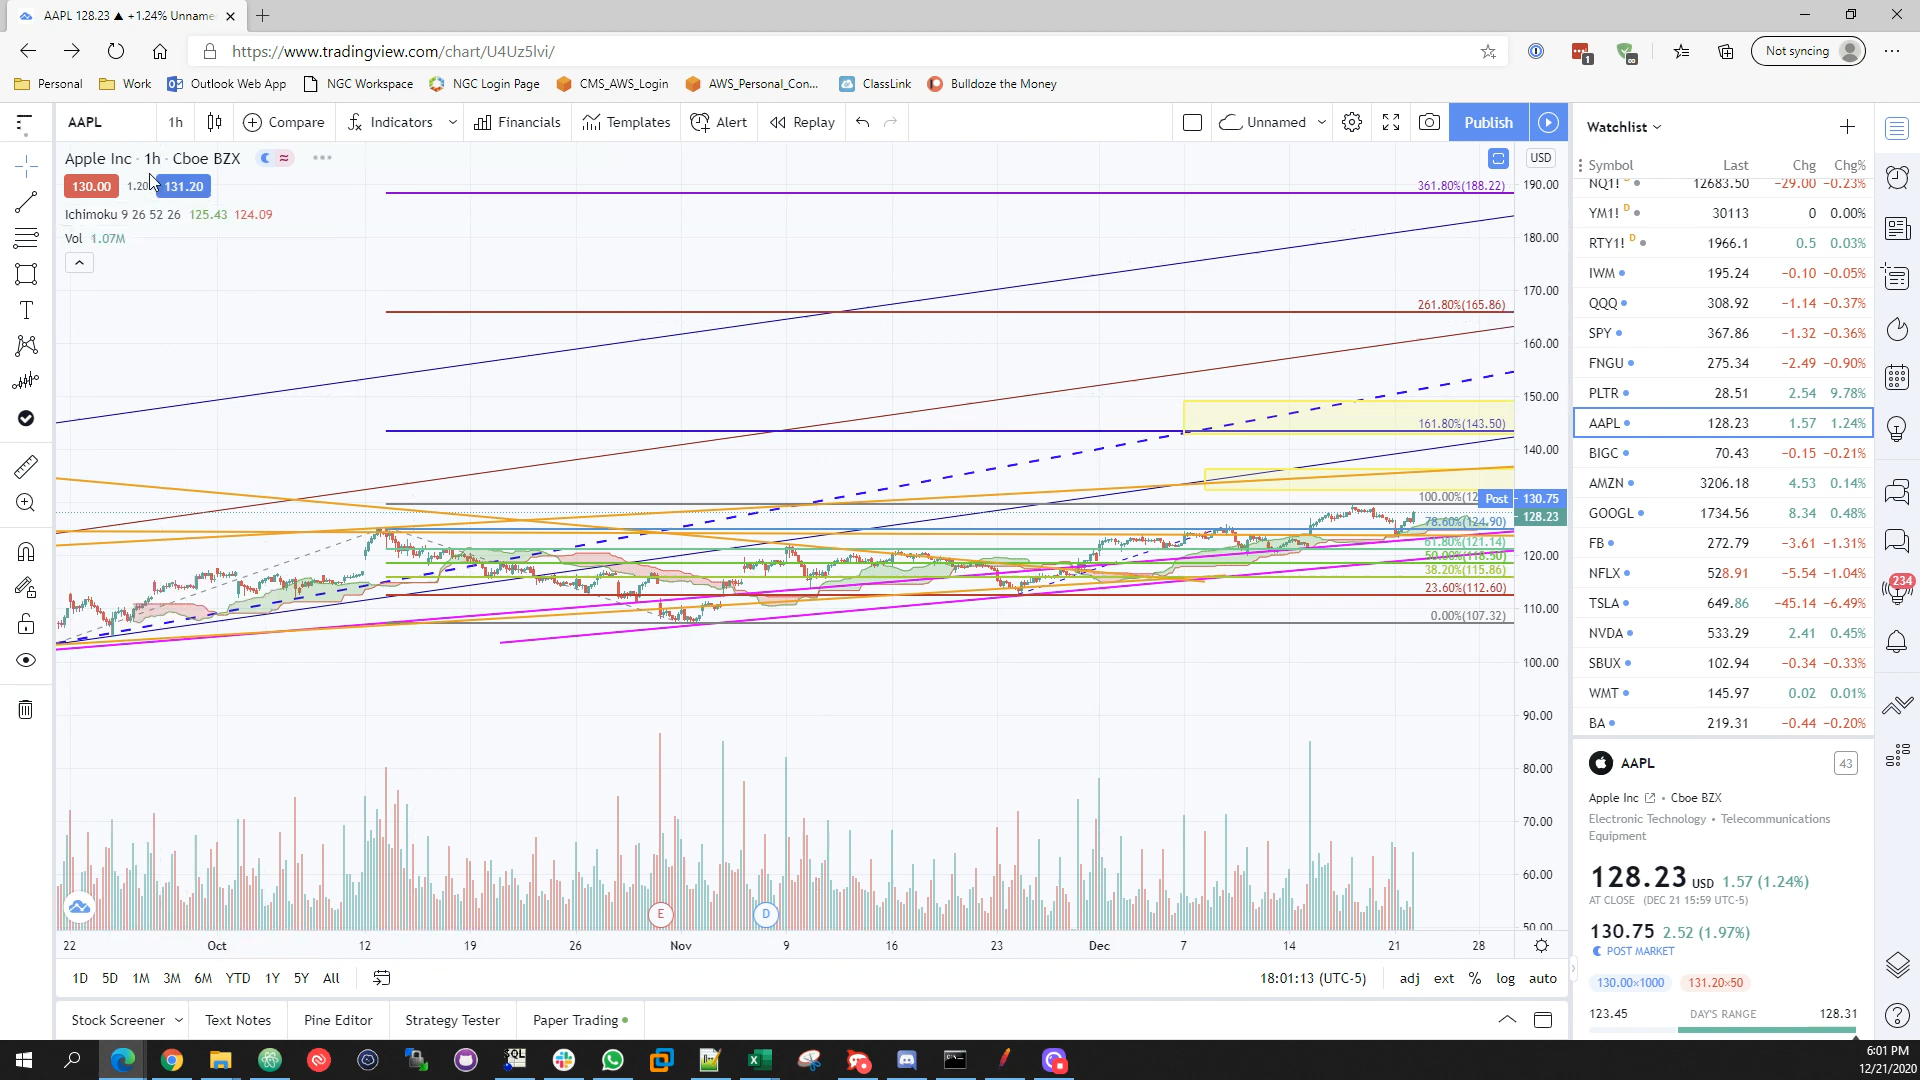 AAPL 128.23 ▲ +1.24% Unname
https://www.tradingview.com/chart/U4Uz5lvi/
Not syncing
Personal Work Outlook Web App NGC Workspace NGC Login Page CMS_AWS_Login AWS_Personal_Con... ClassLink Bulldoze the Money
AAPL 1h Compare Indicators Financials Templates Alert Replay Unnamed Publish
Apple Inc · 1h · Cboe BZX
130.00 1.20 131.20
Ichimoku 9 26 52 26 125.43 124.09
Vol 1.07M
361.80%(188.22)
261.80%(165.86)
161.80%(143.50)
100.00%(12
78.60%(124.90)
61.80%(121.14)
50.00%(118.50)
38.20%(115.86)
23.60%(112.60)
0.00%(107.32)
USD
190.00
180.00
170.00
160.00
150.00
140.00
Post 130.75
128.23
120.00
110.00
100.00
90.00
80.00
70.00
60.00
50.00
E D
22 Oct 12 19 26 Nov 9 16 23 Dec 7 14 21 28
1D 5D 1M 3M 6M YTD 1Y 5Y All
18:01:13 (UTC-5) adj ext % log auto
Stock Screener Text Notes Pine Editor Strategy Tester Paper Trading
Watchlist
Symbol Last Chg Chg%
NQ1! D 12683.50 −29.00 −0.23%
YM1! D 30113 0 0.00%
RTY1! D 1966.1 0.5 0.03%
IWM 195.24 −0.10 −0.05%
QQQ 308.92 −1.14 −0.37%
SPY 367.86 −1.32 −0.36%
FNGU 275.34 −2.49 −0.90%
PLTR 28.51 2.54 9.78%
AAPL 128.23 1.57 1.24%
BIGC 70.43 −0.15 −0.21%
AMZN 3206.18 4.53 0.14%
GOOGL 1734.56 8.34 0.48%
FB 272.79 −3.61 −1.31%
NFLX 528.91 −5.54 −1.04%
TSLA 649.86 −45.14 −6.49%
NVDA 533.29 2.41 0.45%
SBUX 102.94 −0.34 −0.33%
WMT 145.97 0.02 0.01%
BA 219.31 −0.44 −0.20%
AAPL 43
Apple Inc • Cboe BZX
Electronic Technology • Telecommunications
Equipment
128.23 USD 1.57 (1.24%)
AT CLOSE (DEC 21 15:59 UTC-5)
130.75 2.52 (1.97%)
POST MARKET
130.00×1000 131.20×50
123.45 DAY'S RANGE 128.31
234
SQL
6:01 PM
12/21/2020